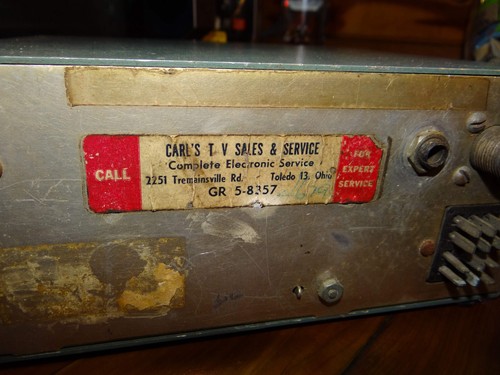 CARL'S T V SALES & SERVICE
Complete Electronic Service
2251 Tremainsville Rd. Toledo 13, Ohio
GR 5-8357
CALL
FOR
EXPERT
SERVICE